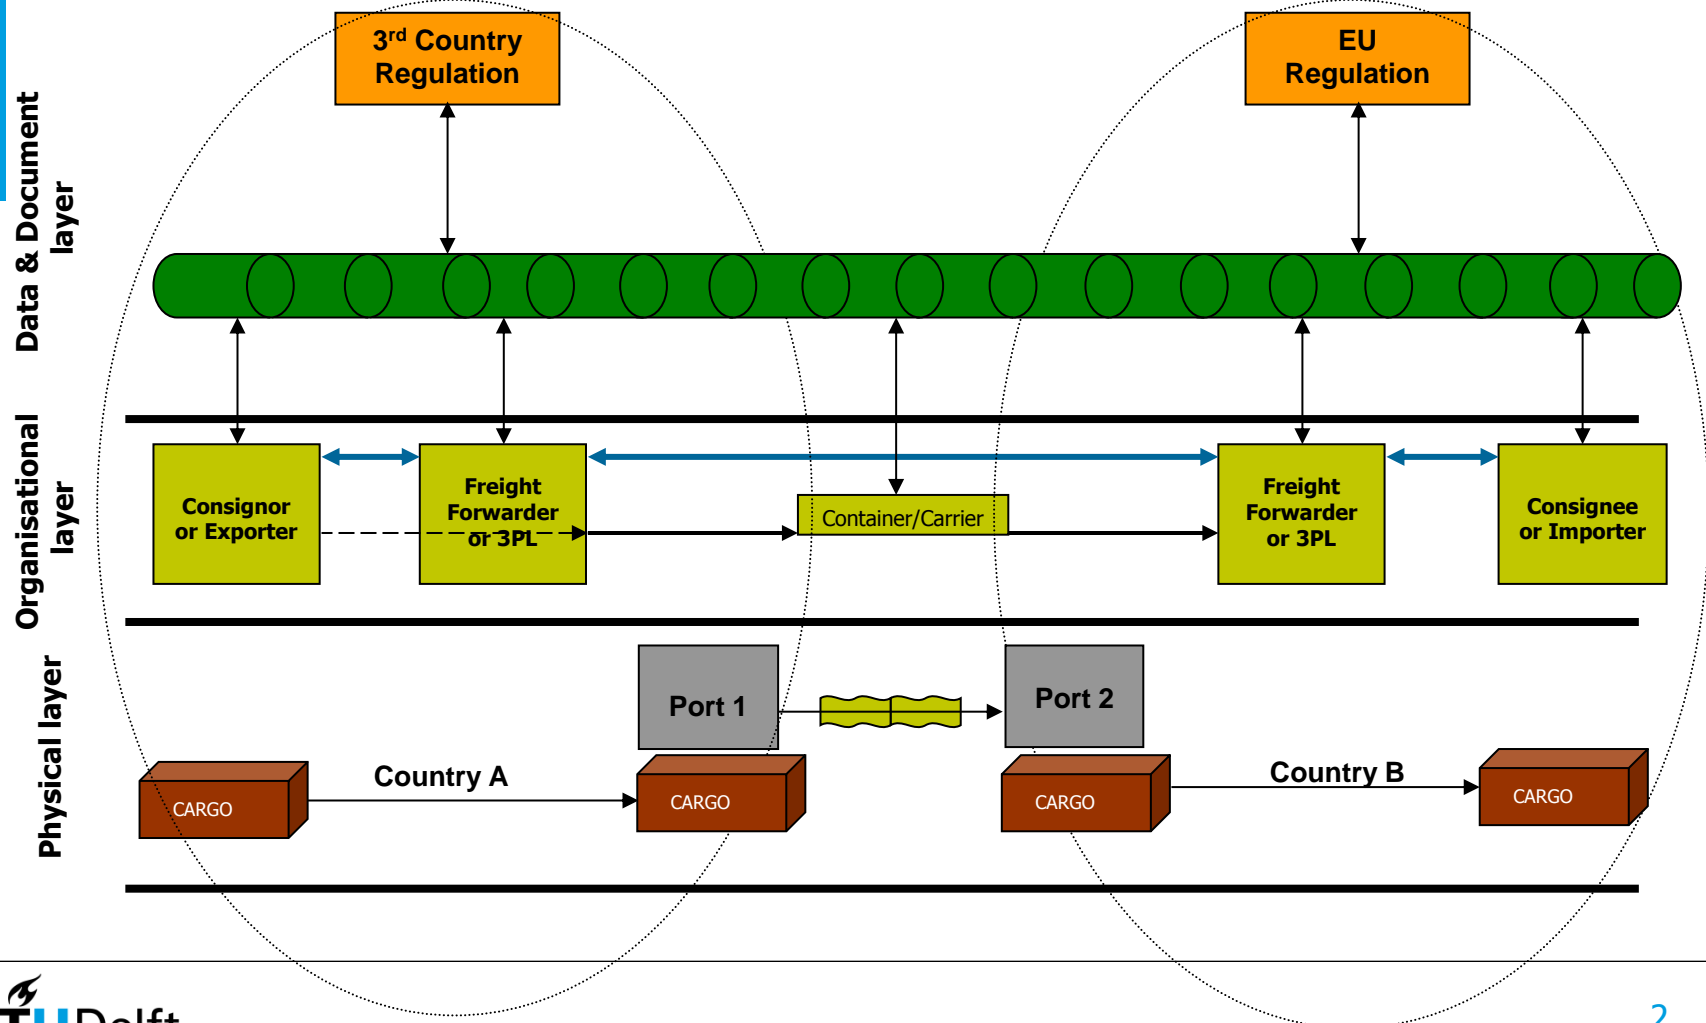 3rd Country
Regulation
EU
Regulation
Data & Document
layer
Organisational
layer
Consignor
or Exporter
Freight
Forwarder
or 3PL
Container/Carrier
Freight
Forwarder
or 3PL
Consignee
or Importer
Physical layer
Port 1
Port 2
Country A
Country B
CARGO
CARGO
CARGO
CARGO
TUDelft
2